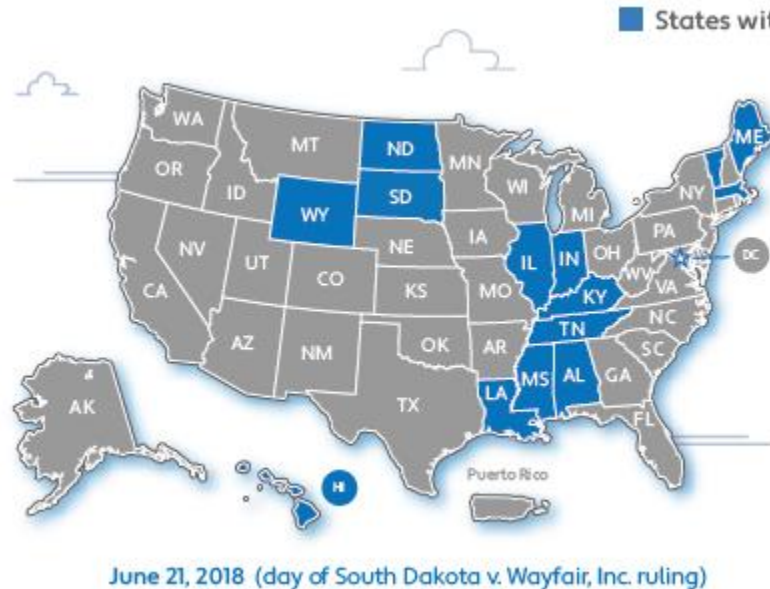 States wit
WA
MT
ND
MN
ME
OR
ID
WY
SD
WI
MI
NY
NV
UT
NE
IA
IL
IN
OH
PA
DC
CA
CO
KS
MO
KY
WV
VA
AZ
NM
OK
AR
TN
NC
SC
TX
LA
MS
AL
GA
FL
AK
HI
Puerto Rico
June 21, 2018 (day of South Dakota v. Wayfair, Inc. ruling)